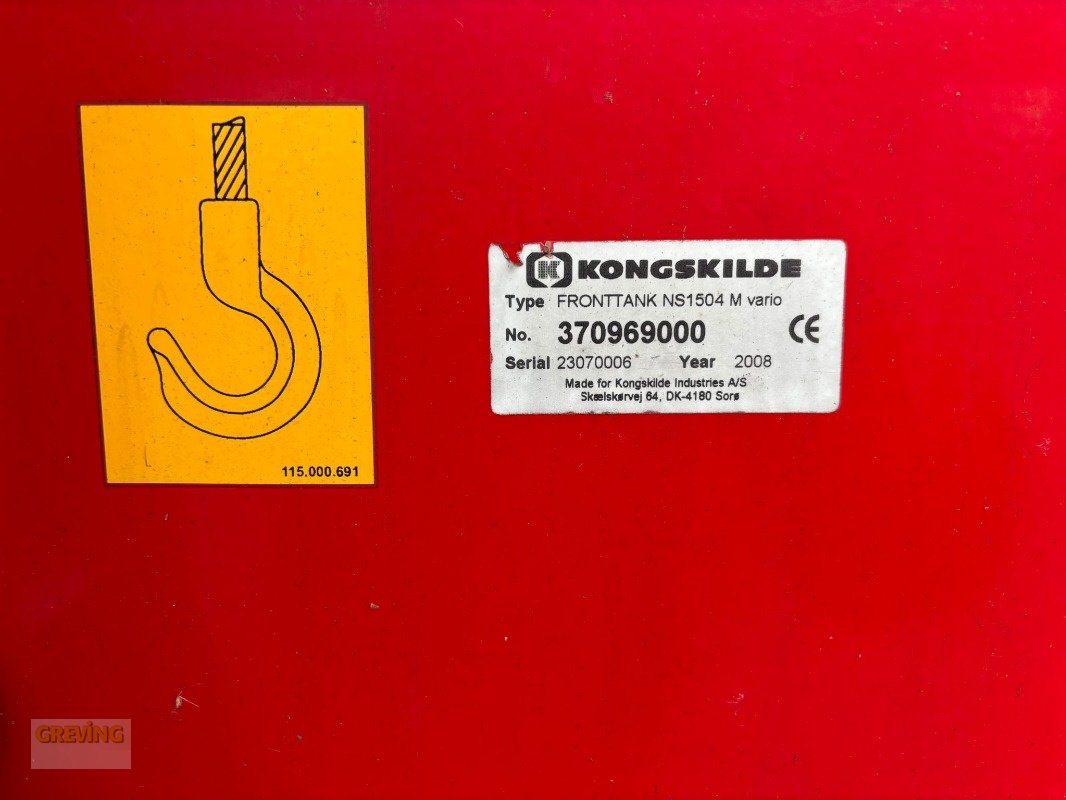 KONGSKILDE
Type FRONTTANK NS1504 M vario
No. 370969000 CE
Serial 23070006 Year 2008
Made for Kongskilde Industries A/S
Skælskørvej 64, DK-4180 Sorø
115.000.691
GREVING